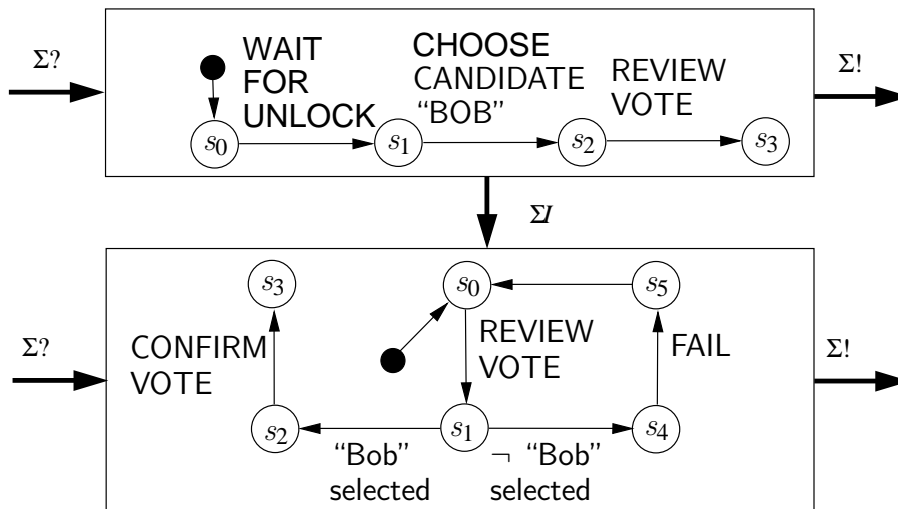 Σ?
WAIT
FOR
UNLOCK
CHOOSE
CANDIDATE
“BOB”
REVIEW
VOTE
Σ!
s0
s1
s2
s3
ΣI
s3
s0
s5
Σ?
CONFIRM
VOTE
REVIEW
VOTE
FAIL
Σ!
s2
s1
s4
“Bob”
selected
¬ “Bob”
selected